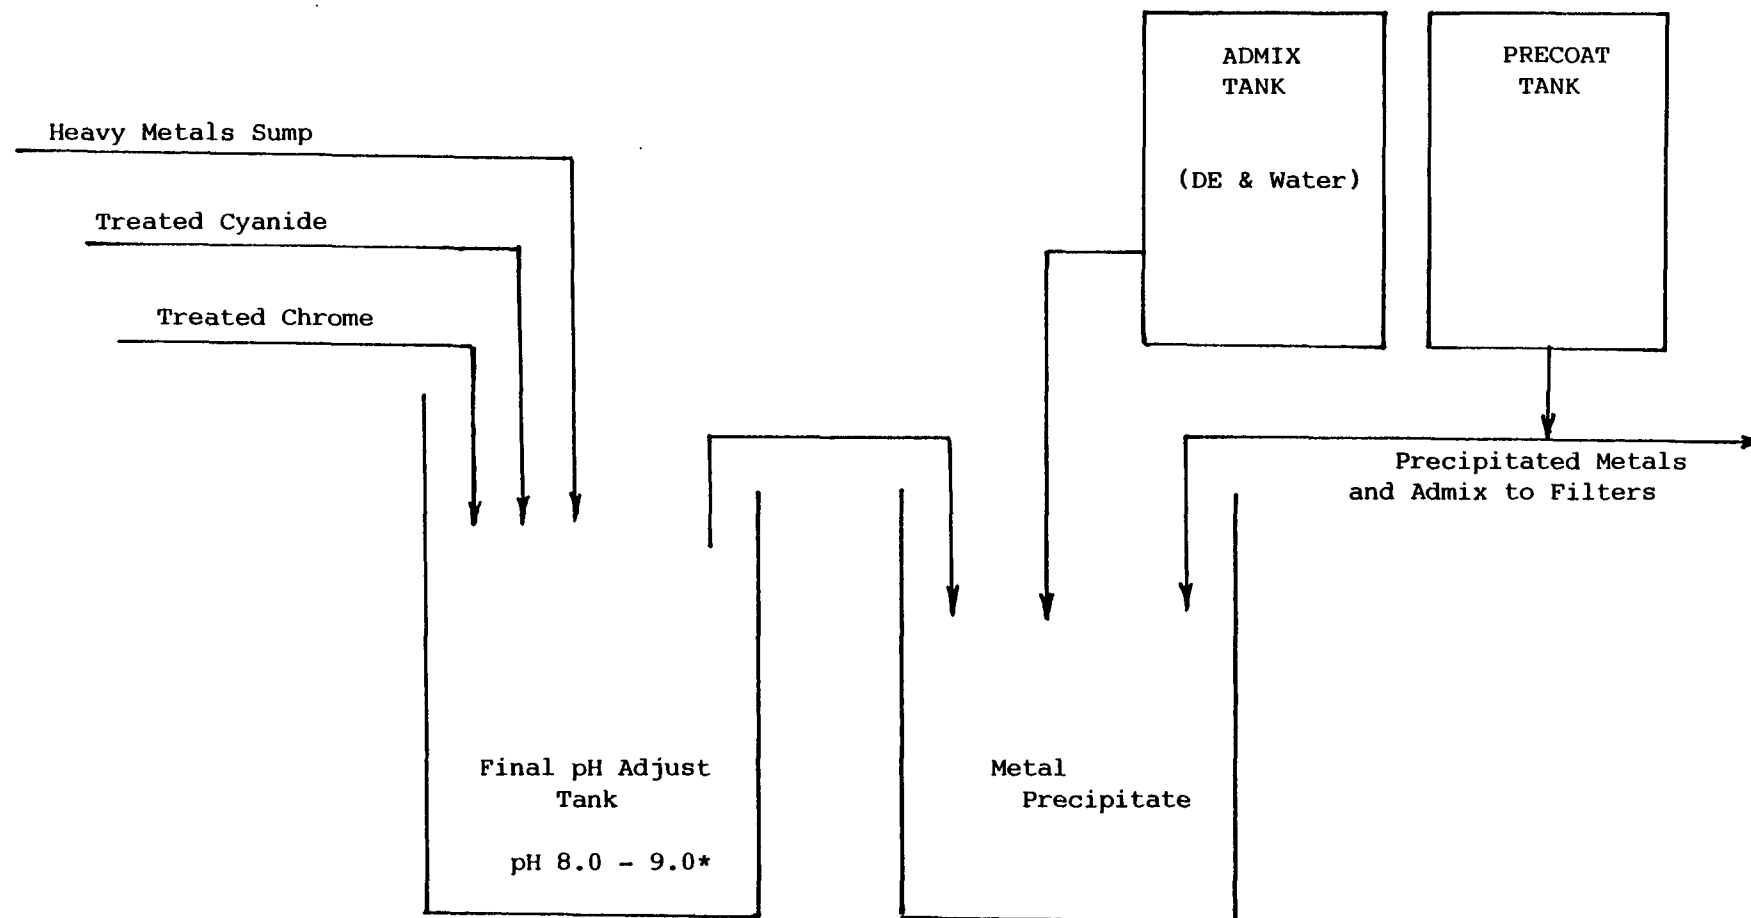 ADMIX
TANK
(DE & Water)
PRECOAT
TANK
Heavy Metals Sump
Treated Cyanide
Treated Chrome
Precipitated Metals
and Admix to Filters
Final pH Adjust
Tank
pH 8.0 - 9.0*
Metal
Precipitate